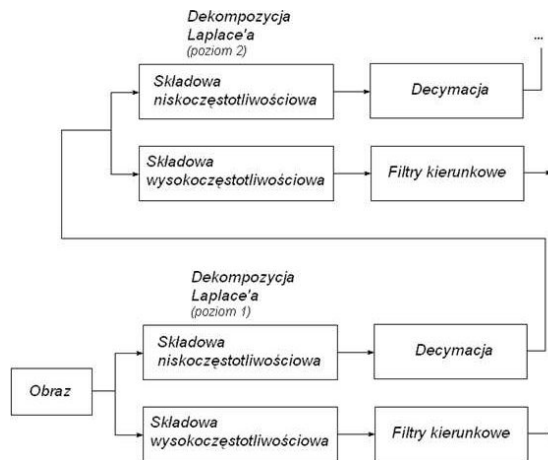 Dekompozycja
Laplace'a
(poziom 2)
...
Składowa
niskoczęstotliwościowa
Decymacja
Składowa
wysokoczęstotliwościowa
Filtry kierunkowe
Dekompozycja
Laplace'a
(poziom 1)
Składowa
niskoczęstotliwościowa
Decymacja
Obraz
Składowa
wysokoczęstotliwościowa
Filtry kierunkowe